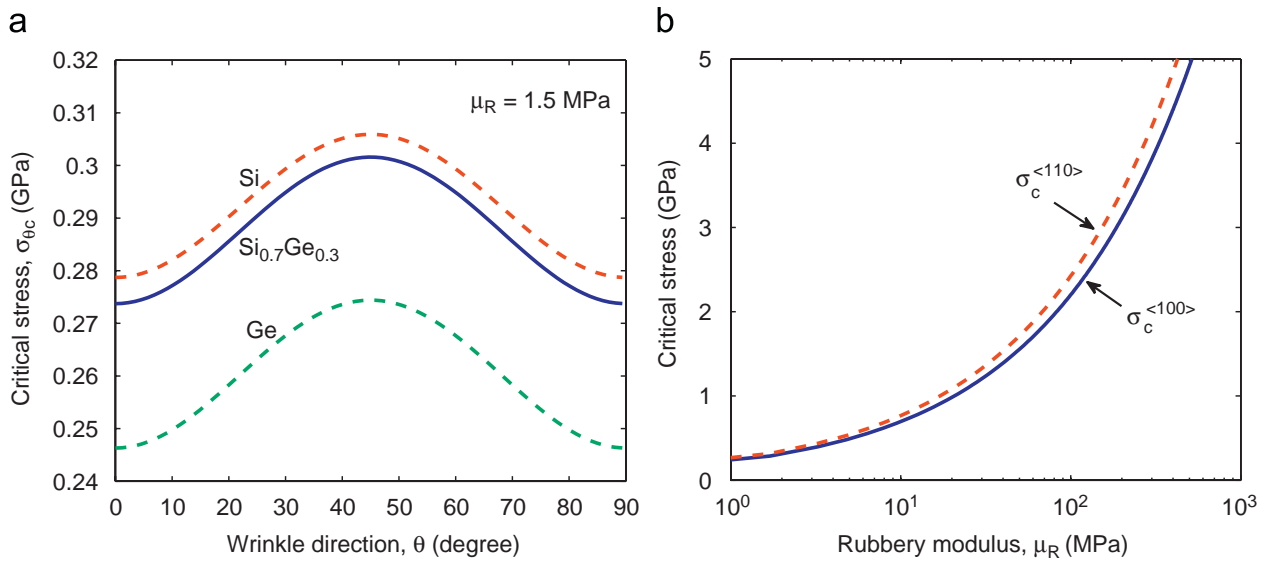 a
b
0.32
0.31
0.3
0.29
0.28
0.27
0.26
0.25
0.24
Critical stress, σθc (GPa)
μR = 1.5 MPa
Si
Si0.7Ge0.3
Ge
0 10 20 30 40 50 60 70 80 90
Wrinkle direction, θ (degree)
5
4
3
2
1
0
Critical stress (GPa)
σc<110>
σc<100>
10^0 10^1 10^2 10^3
Rubbery modulus, μR (MPa)